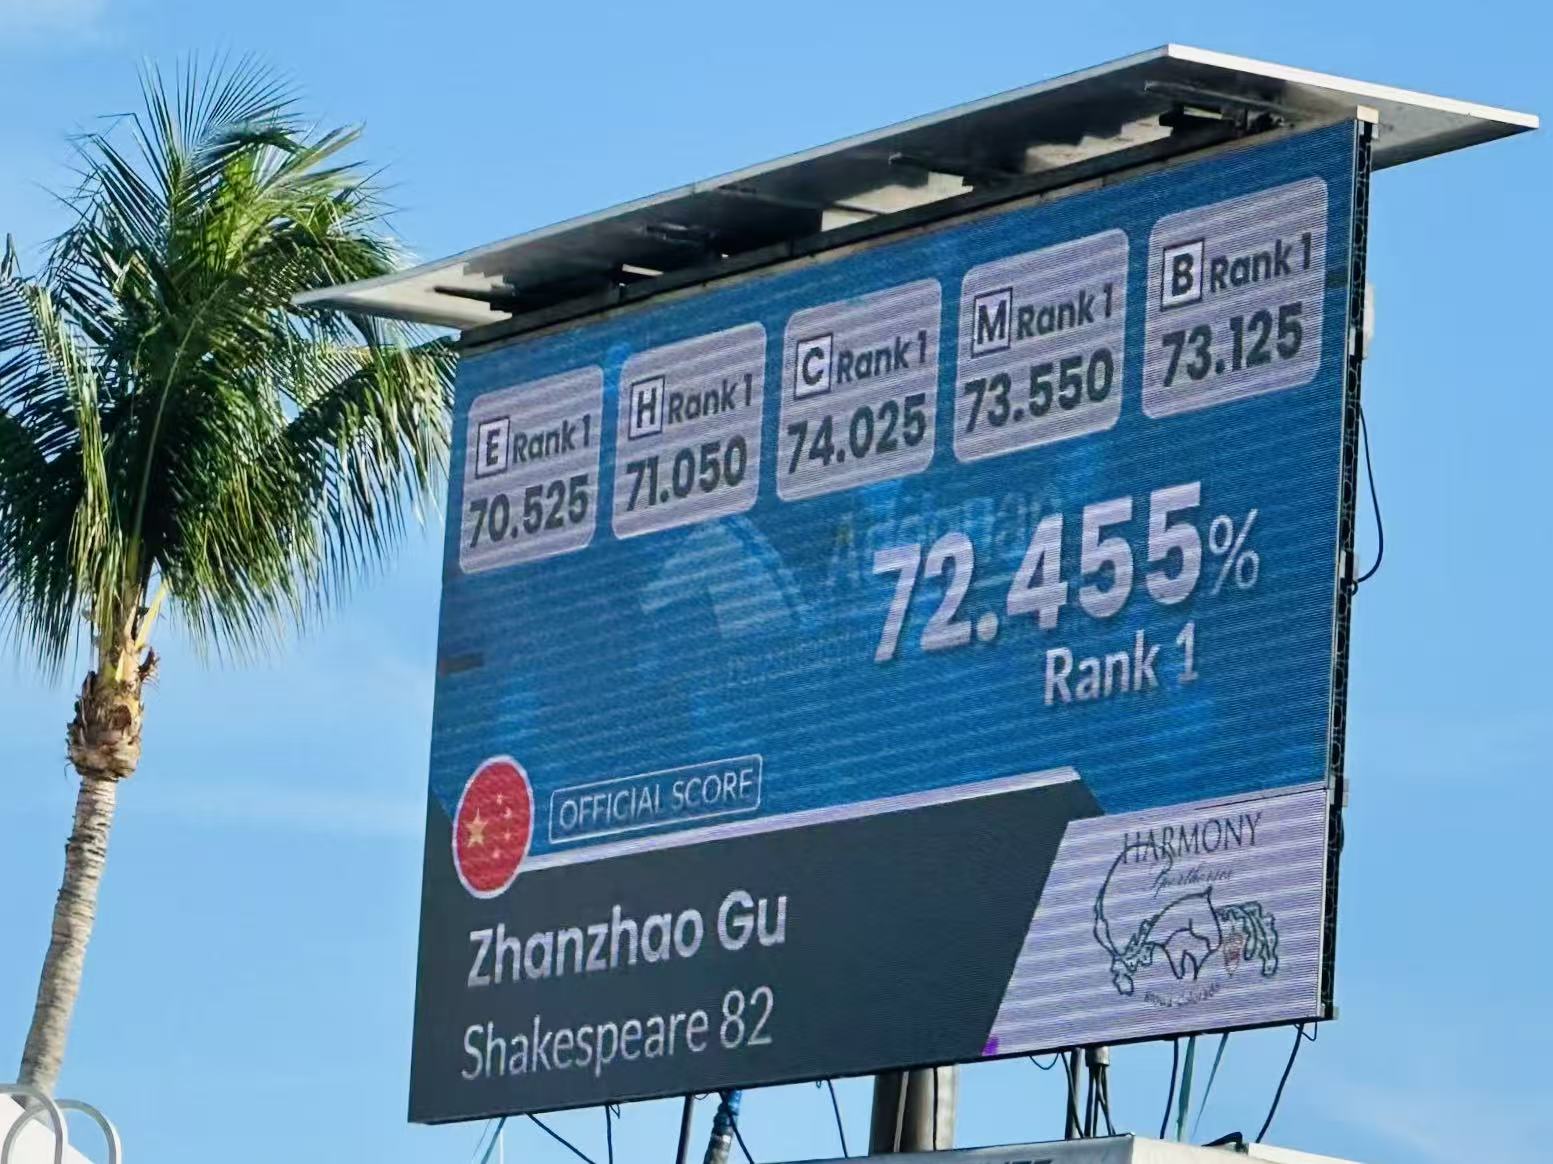 E Rank 1
70.525
H Rank 1
71.050
C Rank 1
74.025
M Rank 1
73.550
B Rank 1
73.125
72.455%
Rank 1
OFFICIAL SCORE
Zhanzhao Gu
Shakespeare 82
HARMONY
Sporthorses